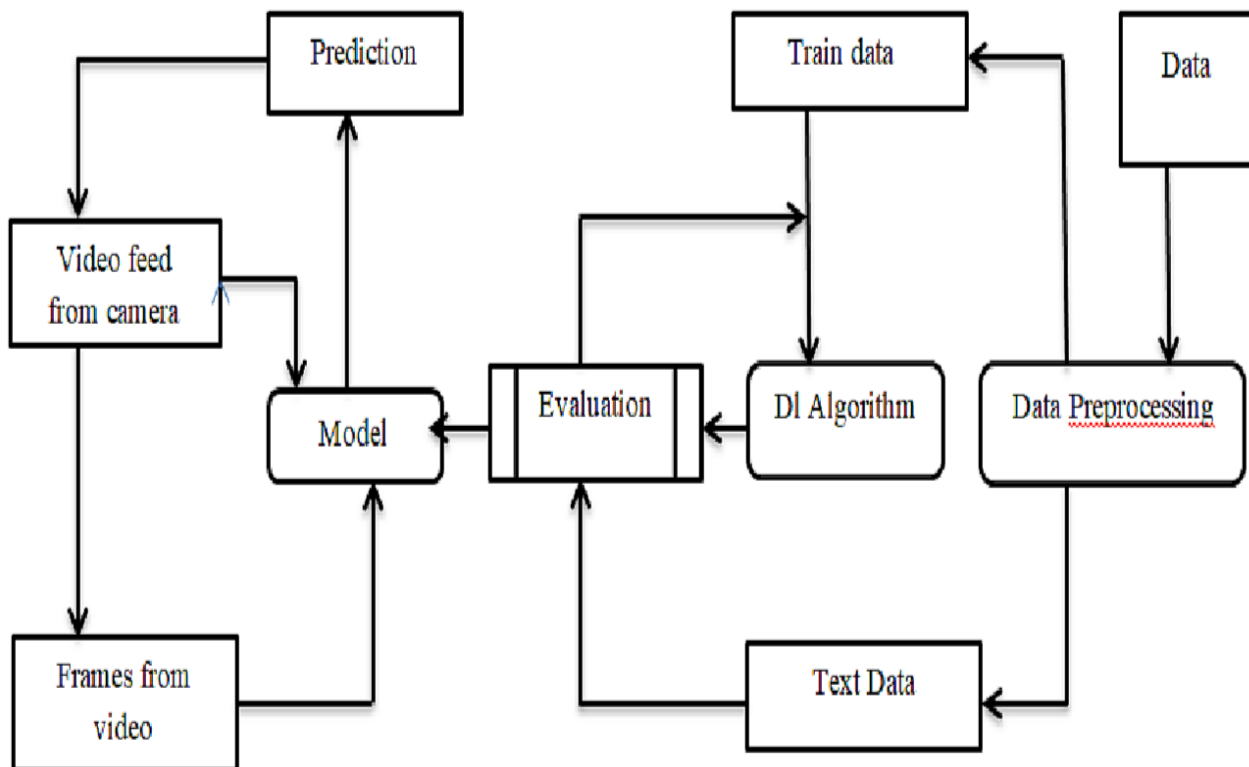 Prediction
Train data
Data
Video feed
from camera
Evaluation
Dl Algorithm
Data Preprocessing
Model
Frames from
video
Text Data